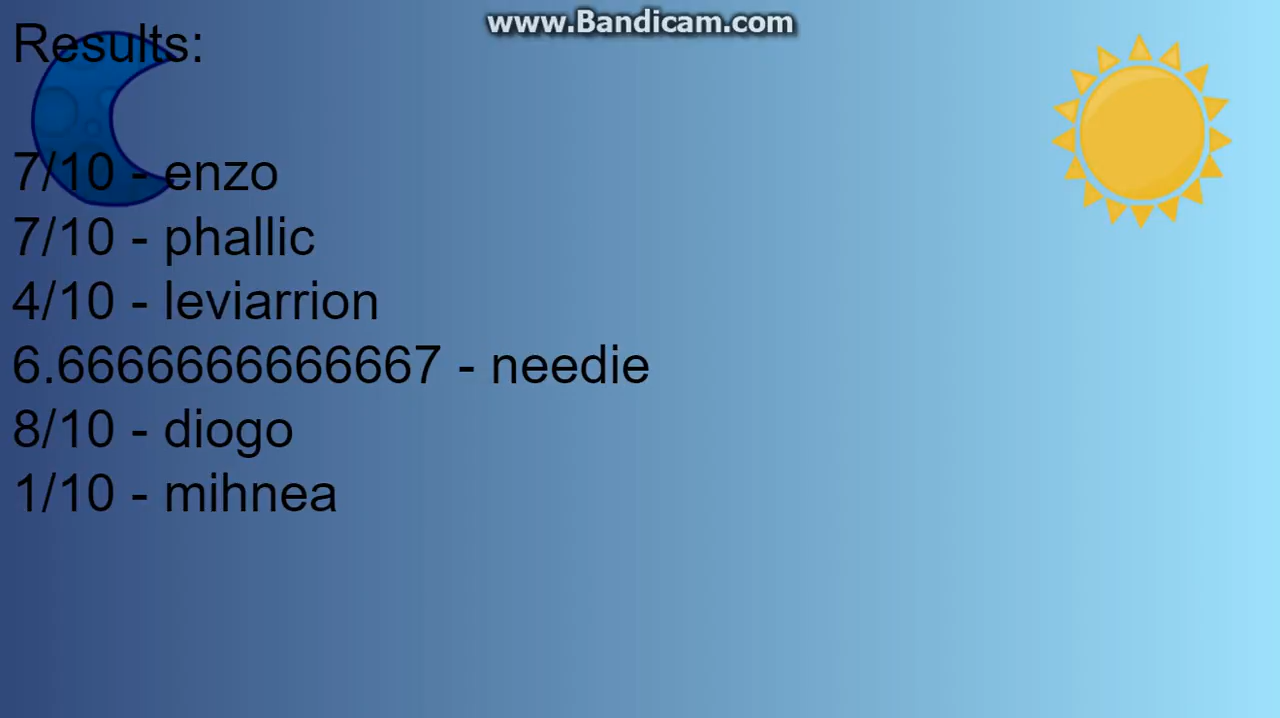 www.Bandicam.com
Results:
7/10 - enzo
7/10 - phallic
4/10 - leviarrion
6.6666666666667 - needie
8/10 - diogo
1/10 - mihnea